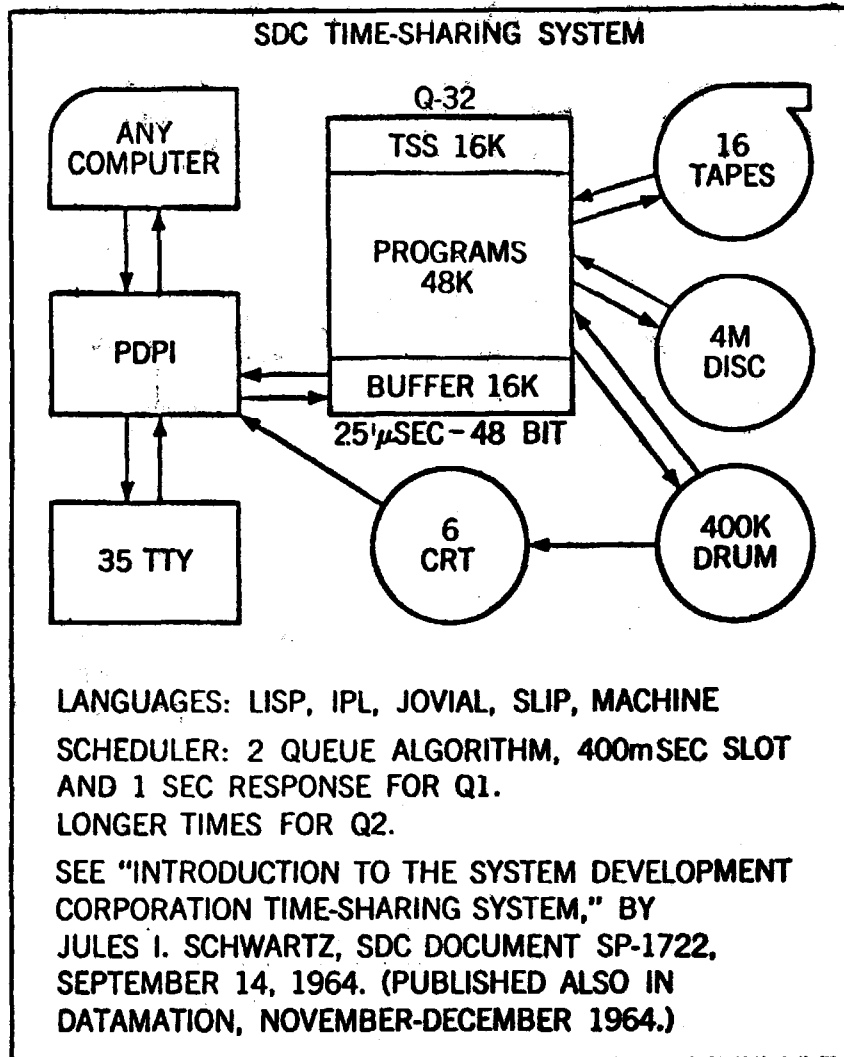 SDC TIME-SHARING SYSTEM
Q-32
ANY
COMPUTER
TSS 16K
16
TAPES
PROGRAMS
48K
PDPI
4M
DISC
BUFFER 16K
2.5 μSEC - 48 BIT
35 TTY
6
CRT
400K
DRUM
LANGUAGES: LISP, IPL, JOVIAL, SLIP, MACHINE
SCHEDULER: 2 QUEUE ALGORITHM, 400mSEC SLOT
AND 1 SEC RESPONSE FOR Q1.
LONGER TIMES FOR Q2.
SEE "INTRODUCTION TO THE SYSTEM DEVELOPMENT
CORPORATION TIME-SHARING SYSTEM," BY
JULES I. SCHWARTZ, SDC DOCUMENT SP-1722,
SEPTEMBER 14, 1964. (PUBLISHED ALSO IN
DATAMATION, NOVEMBER-DECEMBER 1964.)